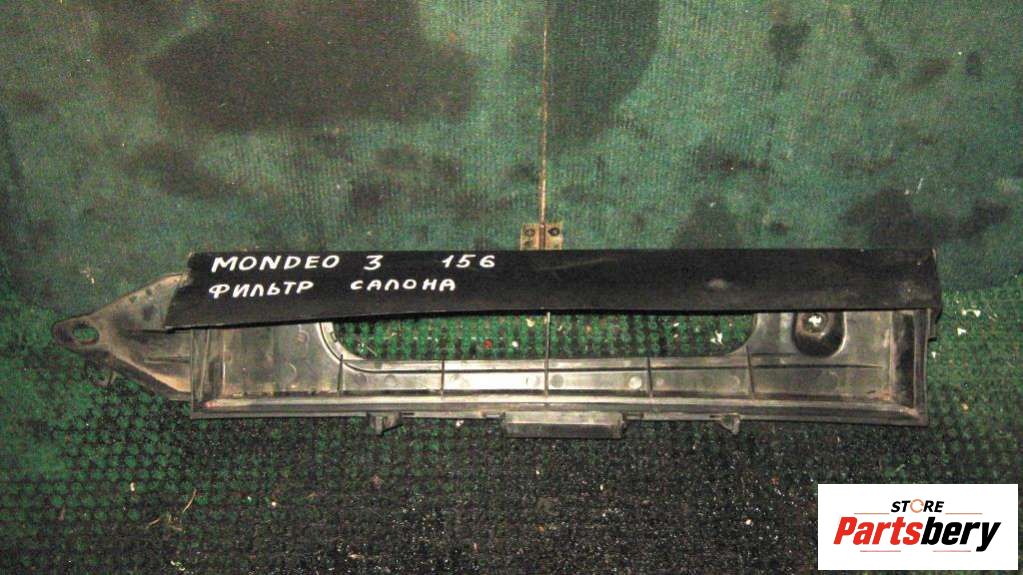 MONDEO 3 156
ФИЛЬТР САЛОНА
STORE
Partsbery